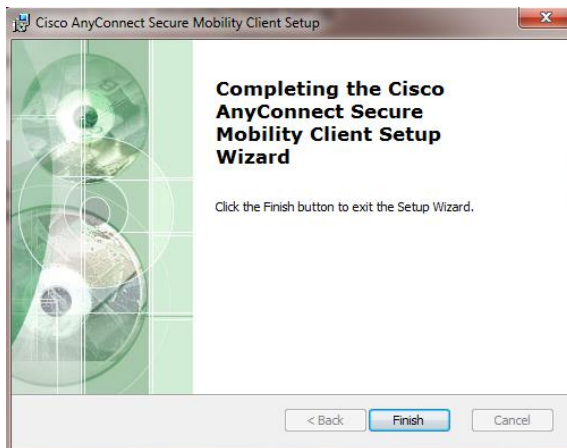 Cisco AnyConnect Secure Mobility Client Setup
Completing the Cisco
AnyConnect Secure
Mobility Client Setup
Wizard
Click the Finish button to exit the Setup Wizard.
< Back
Finish
Cancel